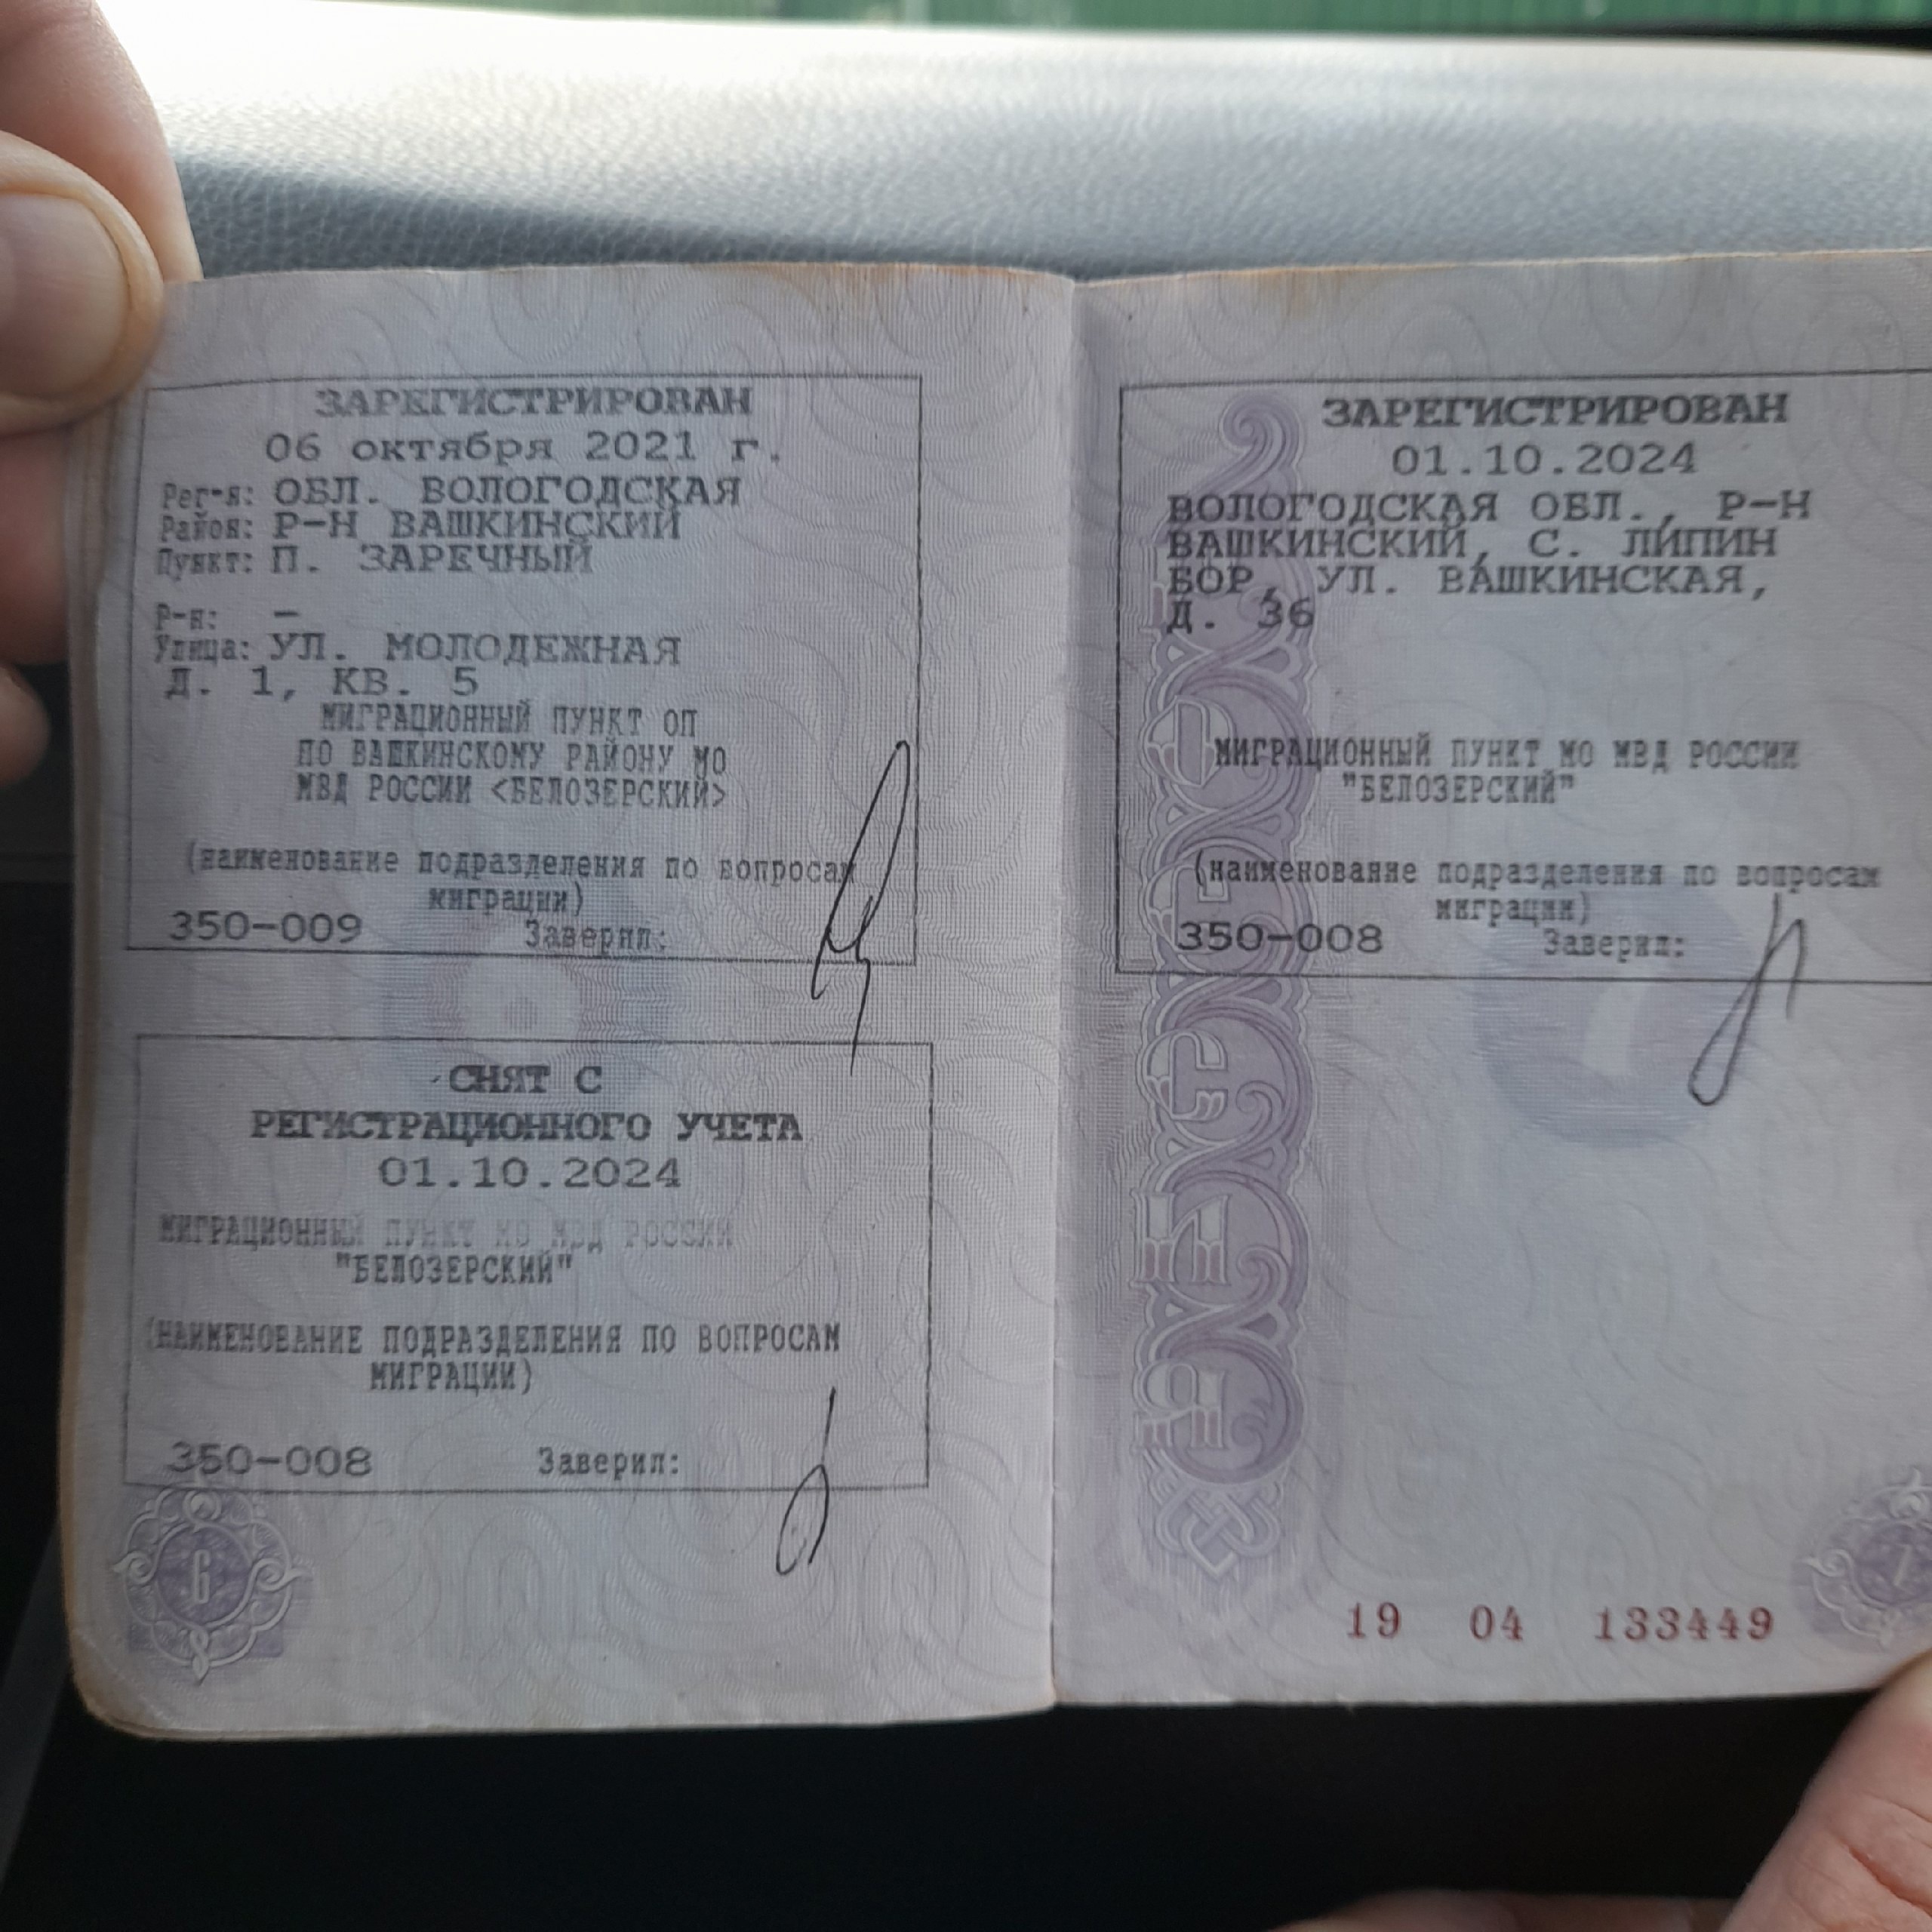 ЗАРЕГИСТРИРОВАН
06 октября 2021 г.
Рег-я: ОБЛ. ВОЛОГОДСКАЯ
Район: Р-Н ВАШКИНСКИЙ
Пункт: П. ЗАРЕЧНЫЙ
Р-н: –
Улица: УЛ. МОЛОДЕЖНАЯ
Д. 1, КВ. 5
МИГРАЦИОННЫЙ ПУНКТ ОП
ПО ВАШКИНСКОМУ РАЙОНУ МО
МВД РОССИИ <БЕЛОЗЕРСКИЙ>
(наименование подразделения по вопросам
миграции)
350-009 Заверил:
СНЯТ С
РЕГИСТРАЦИОННОГО УЧЕТА
01.10.2024
МИГРАЦИОННЫЙ ПУНКТ МО МВД РОССИИ
"БЕЛОЗЕРСКИЙ"
(НАИМЕНОВАНИЕ ПОДРАЗДЕЛЕНИЯ ПО ВОПРОСАМ
МИГРАЦИИ)
350-008 Заверил:
6
ЗАРЕГИСТРИРОВАН
01.10.2024
ВОЛОГОДСКАЯ ОБЛ., Р-Н
ВАШКИНСКИЙ, С. ЛИПИН
БОР, УЛ. ВАШКИНСКАЯ,
Д. 36
МИГРАЦИОННЫЙ ПУНКТ МО МВД РОССИИ
"БЕЛОЗЕРСКИЙ"
(наименование подразделения по вопросам
миграции)
350-008 Заверил:
19 04 133449
7